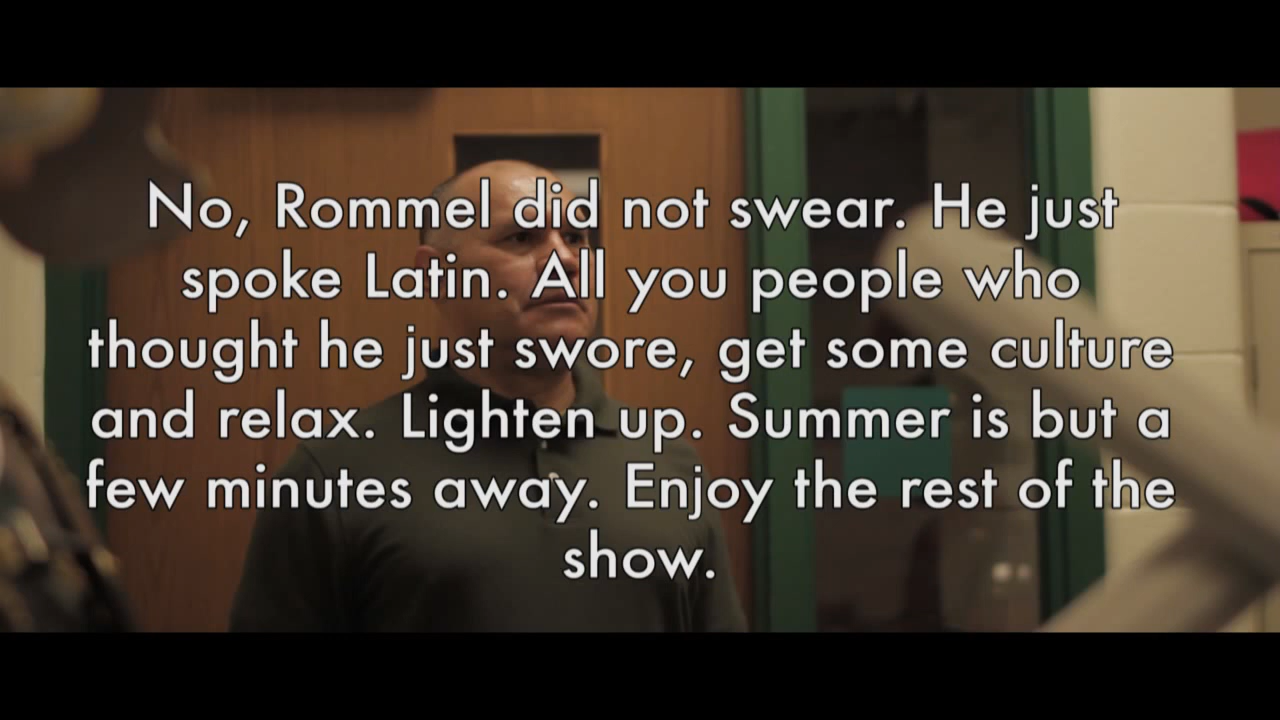 No, Rommel did not swear. He just
spoke Latin. All you people who
thought he just swore, get some culture
and relax. Lighten up. Summer is but a
few minutes away. Enjoy the rest of the
show.